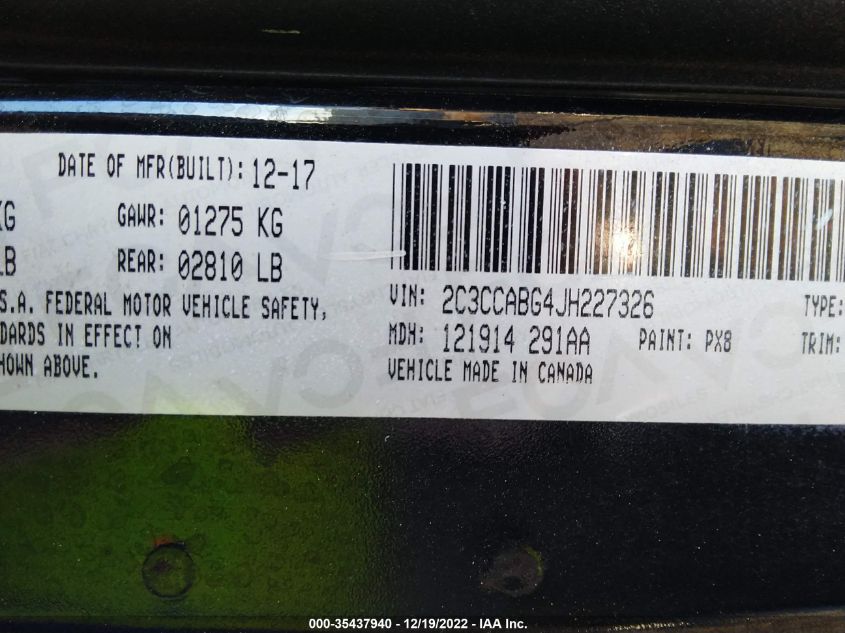 DATE OF MFR(BUILT): 12-17
KG GAWR: 01275 KG
LB REAR: 02810 LB
S.A. FEDERAL MOTOR VEHICLE SAFETY,
DARDS IN EFFECT ON
SHOWN ABOVE.
VIN: 2C3CCABG4JH227326 TYPE:
MDH: 121914 291AA PAINT: PX8 TRIM:
VEHICLE MADE IN CANADA
000-35437940 - 12/19/2022 - IAA Inc.